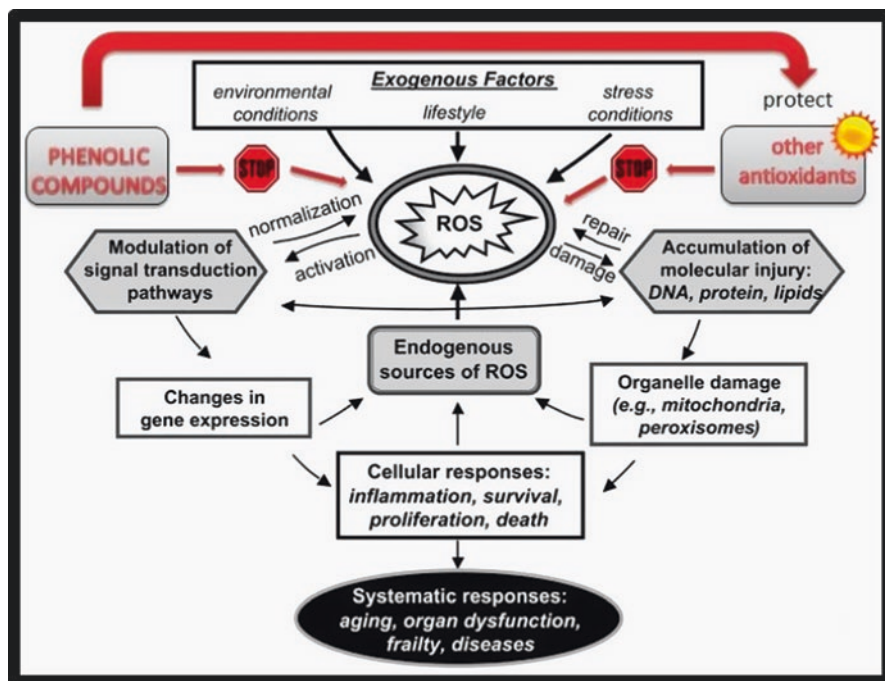 Exogenous Factors
environmental
conditions
lifestyle
stress
conditions
protect
PHENOLIC
COMPOUNDS
STOP
STOP
other
antioxidants
ROS
normalization
activation
repair
damage
Modulation of
signal transduction
pathways
Accumulation of
molecular injury:
DNA, protein, lipids
Endogenous
sources of ROS
Changes in
gene expression
Organelle damage
(e.g., mitochondria,
peroxisomes)
Cellular responses:
inflammation, survival,
proliferation, death
Systematic responses:
aging, organ dysfunction,
frailty, diseases